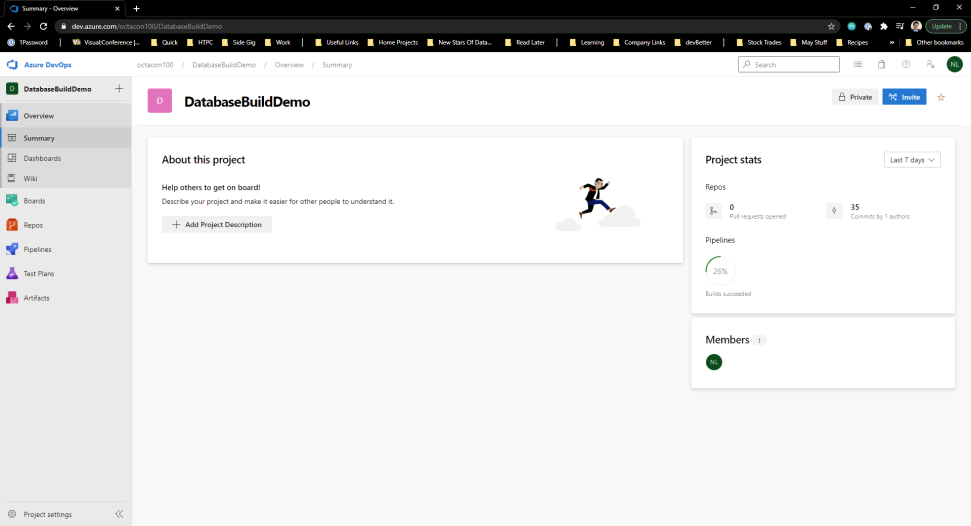 Summary - Overview
dev.azure.com/octacon100/DatabaseBuildDemo
Update
1Password | Visual;Conference |... Quick HTPC Side Gig Work | Useful Links Home Projects New Stars Of Data... Read Later | Learning Company Links devBetter | Stock Trades May Stuff Recipes » Other bookmarks
Azure DevOps
octacon100 / DatabaseBuildDemo / Overview / Summary
Search
NL
D DatabaseBuildDemo +
Overview
Summary
Dashboards
Wiki
Boards
Repos
Pipelines
Test Plans
Artifacts
Project settings
D DatabaseBuildDemo
Private
Invite
About this project
Help others to get on board!
Describe your project and make it easier for other people to understand it.
+ Add Project Description
Project stats
Last 7 days
Repos
0
Pull requests opened
35
Commits by 1 authors
Pipelines
26%
Builds succeeded
Members 1
NL